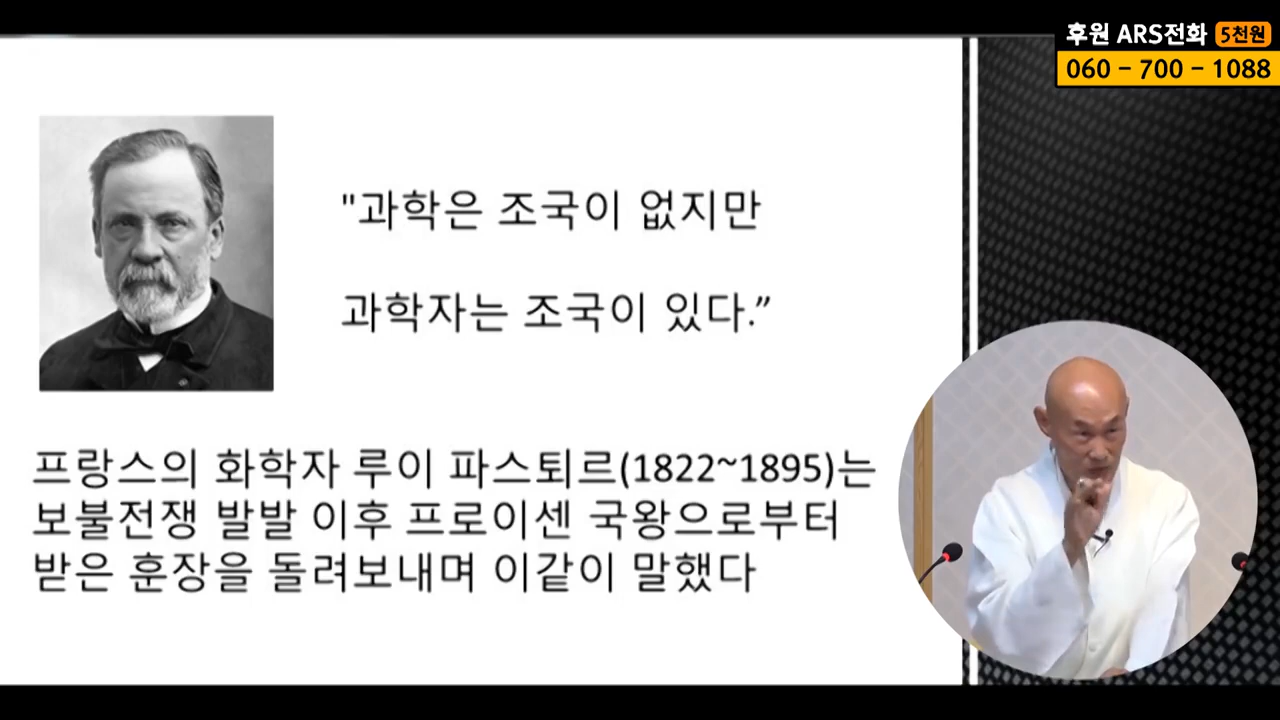 후원 ARS전화 5천원
060 - 700 - 1088
"과학은 조국이 없지만
과학자는 조국이 있다.”
프랑스의 화학자 루이 파스퇴르(1822~1895)는
보불전쟁 발발 이후 프로이센 국왕으로부터
받은 훈장을 돌려보내며 이같이 말했다